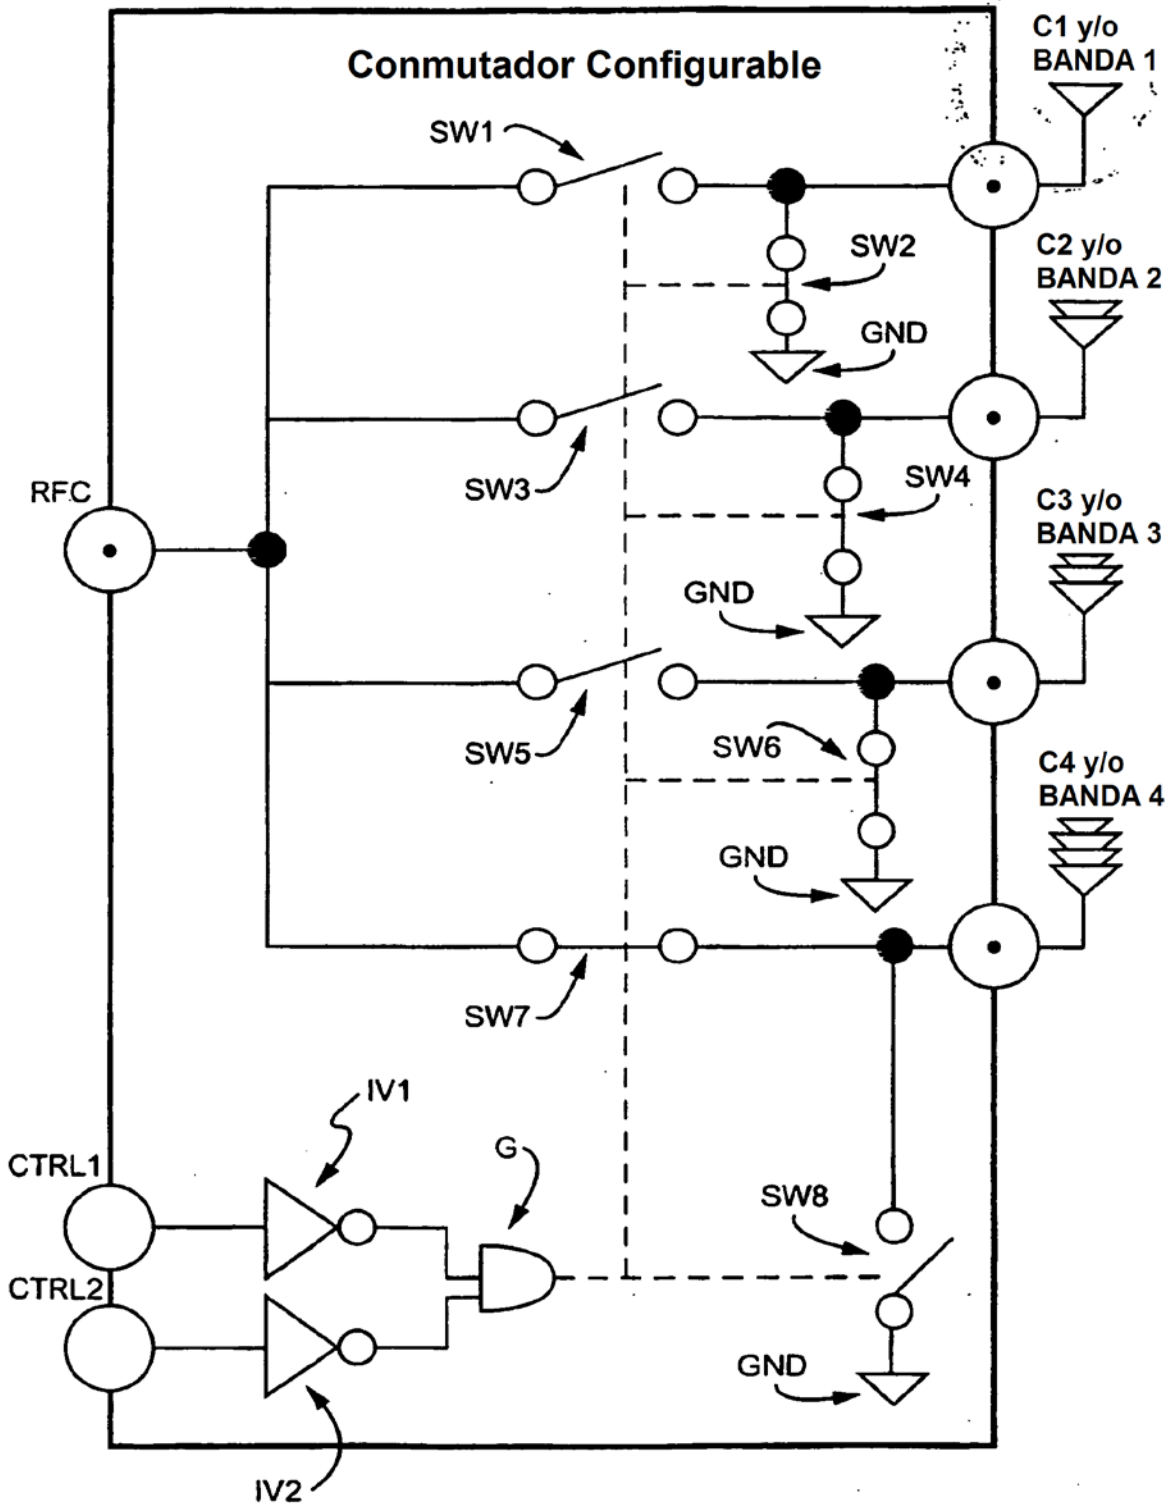 Conmutador Configurable
C1 y/o
BANDA 1
SW1
SW2
C2 y/o
BANDA 2
GND
RFC
SW3
SW4
C3 y/o
BANDA 3
GND
SW5
SW6
C4 y/o
BANDA 4
GND
SW7
IV1
CTRL1
G
SW8
CTRL2
GND
IV2